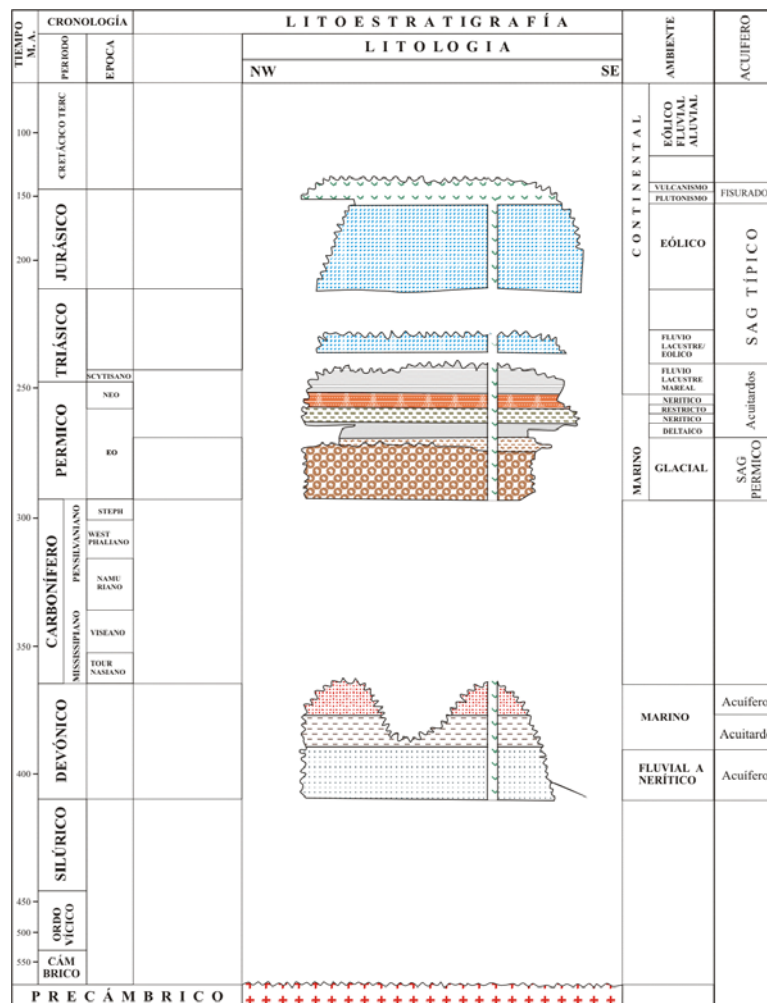 TIEMPO
M. A.
CRONOLOGÍA
PERIODO
EPOCA
LITOESTRATIGRAFÍA
LITOLOGIA
NW
SE
AMBIENTE
ACUIFERO
100
150
200
250
300
350
400
450
500
550
CRETÁCICO TERC
JURÁSICO
TRIÁSICO
SCYTISANO
PERMICO
NEO
EO
CARBONÍFERO
PENSILVANIANO
STEPH
WEST
PHALIANO
NAMU
RIANO
MISSISSIPIANO
VISEANO
TOUR
NASIANO
DEVÓNICO
SILÚRICO
ORDO
VÍCICO
CÁM
BRICO
PRECÁMBRICO
CONTINENTAL
EÓLICO
FLUVIAL
ALUVIAL
VULCANISMO
PLUTONISMO
EÓLICO
FLUVIO
LACUSTRE/
EOLICO
FLUVIO
LACUSTRE
MAREAL
MARINO
NERITICO
RESTRICTO
NERITICO
DELTAICO
GLACIAL
MARINO
FLUVIAL A
NERÍTICO
FISURADO
SAG TÍPICO
Acuitardos
SAG
PERMICO
Acuífero
Acuitardo
Acuífero